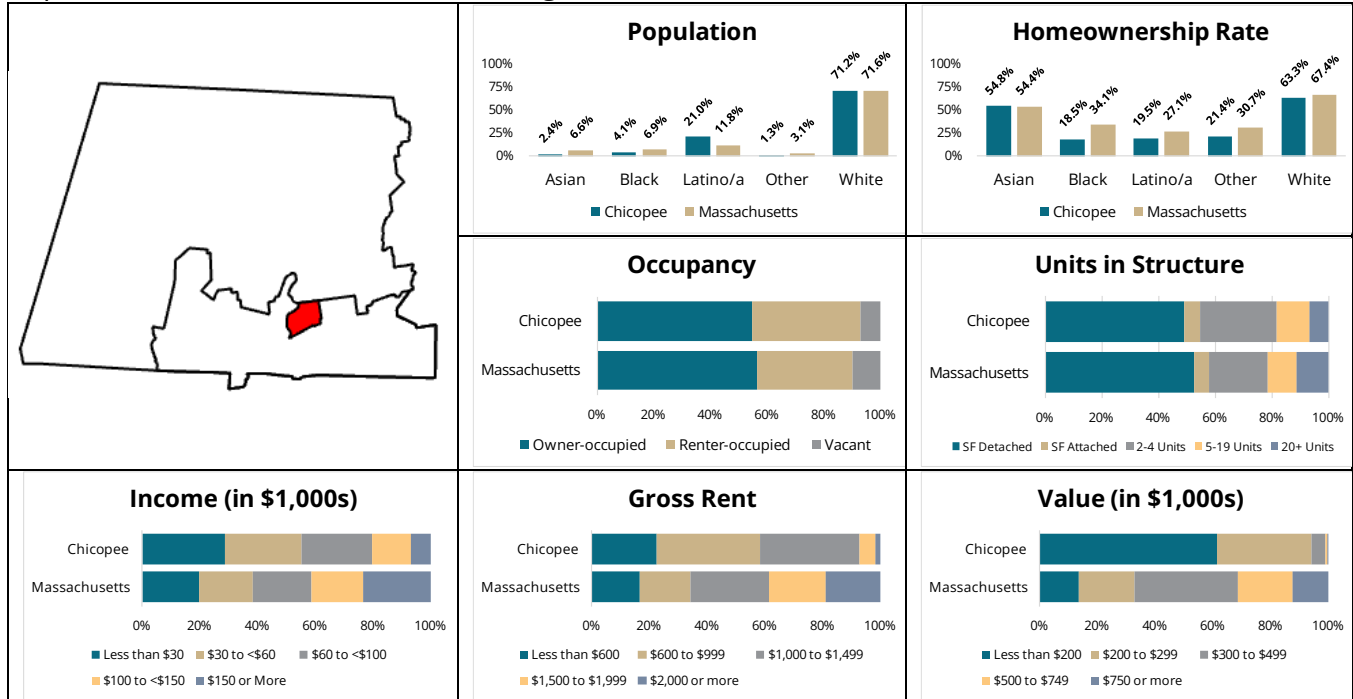 Population
100%
75%
50%
25%
0%
2.4%
6.6%
4.1%
6.9%
21.0%
11.8%
1.3%
3.1%
71.2%
71.6%
Asian Black Latino/a Other White
Chicopee Massachusetts
Homeownership Rate
100%
75%
50%
25%
0%
54.8%
54.4%
18.5%
34.1%
19.5%
27.1%
21.4%
30.7%
63.3%
67.4%
Asian Black Latino/a Other White
Chicopee Massachusetts
Occupancy
Chicopee
Massachusetts
0% 20% 40% 60% 80% 100%
Owner-occupied Renter-occupied Vacant
Units in Structure
Chicopee
Massachusetts
0% 20% 40% 60% 80% 100%
SF Detached SF Attached 2-4 Units 5-19 Units 20+ Units
Income (in $1,000s)
Chicopee
Massachusetts
0% 20% 40% 60% 80% 100%
Less than $30 $30 to <$60 $60 to <$100
$100 to <$150 $150 or More
Gross Rent
Chicopee
Massachusetts
0% 20% 40% 60% 80% 100%
Less than $600 $600 to $999 $1,000 to $1,499
$1,500 to $1,999 $2,000 or more
Value (in $1,000s)
Chicopee
Massachusetts
0% 20% 40% 60% 80% 100%
Less than $200 $200 to $299 $300 to $499
$500 to $749 $750 or more